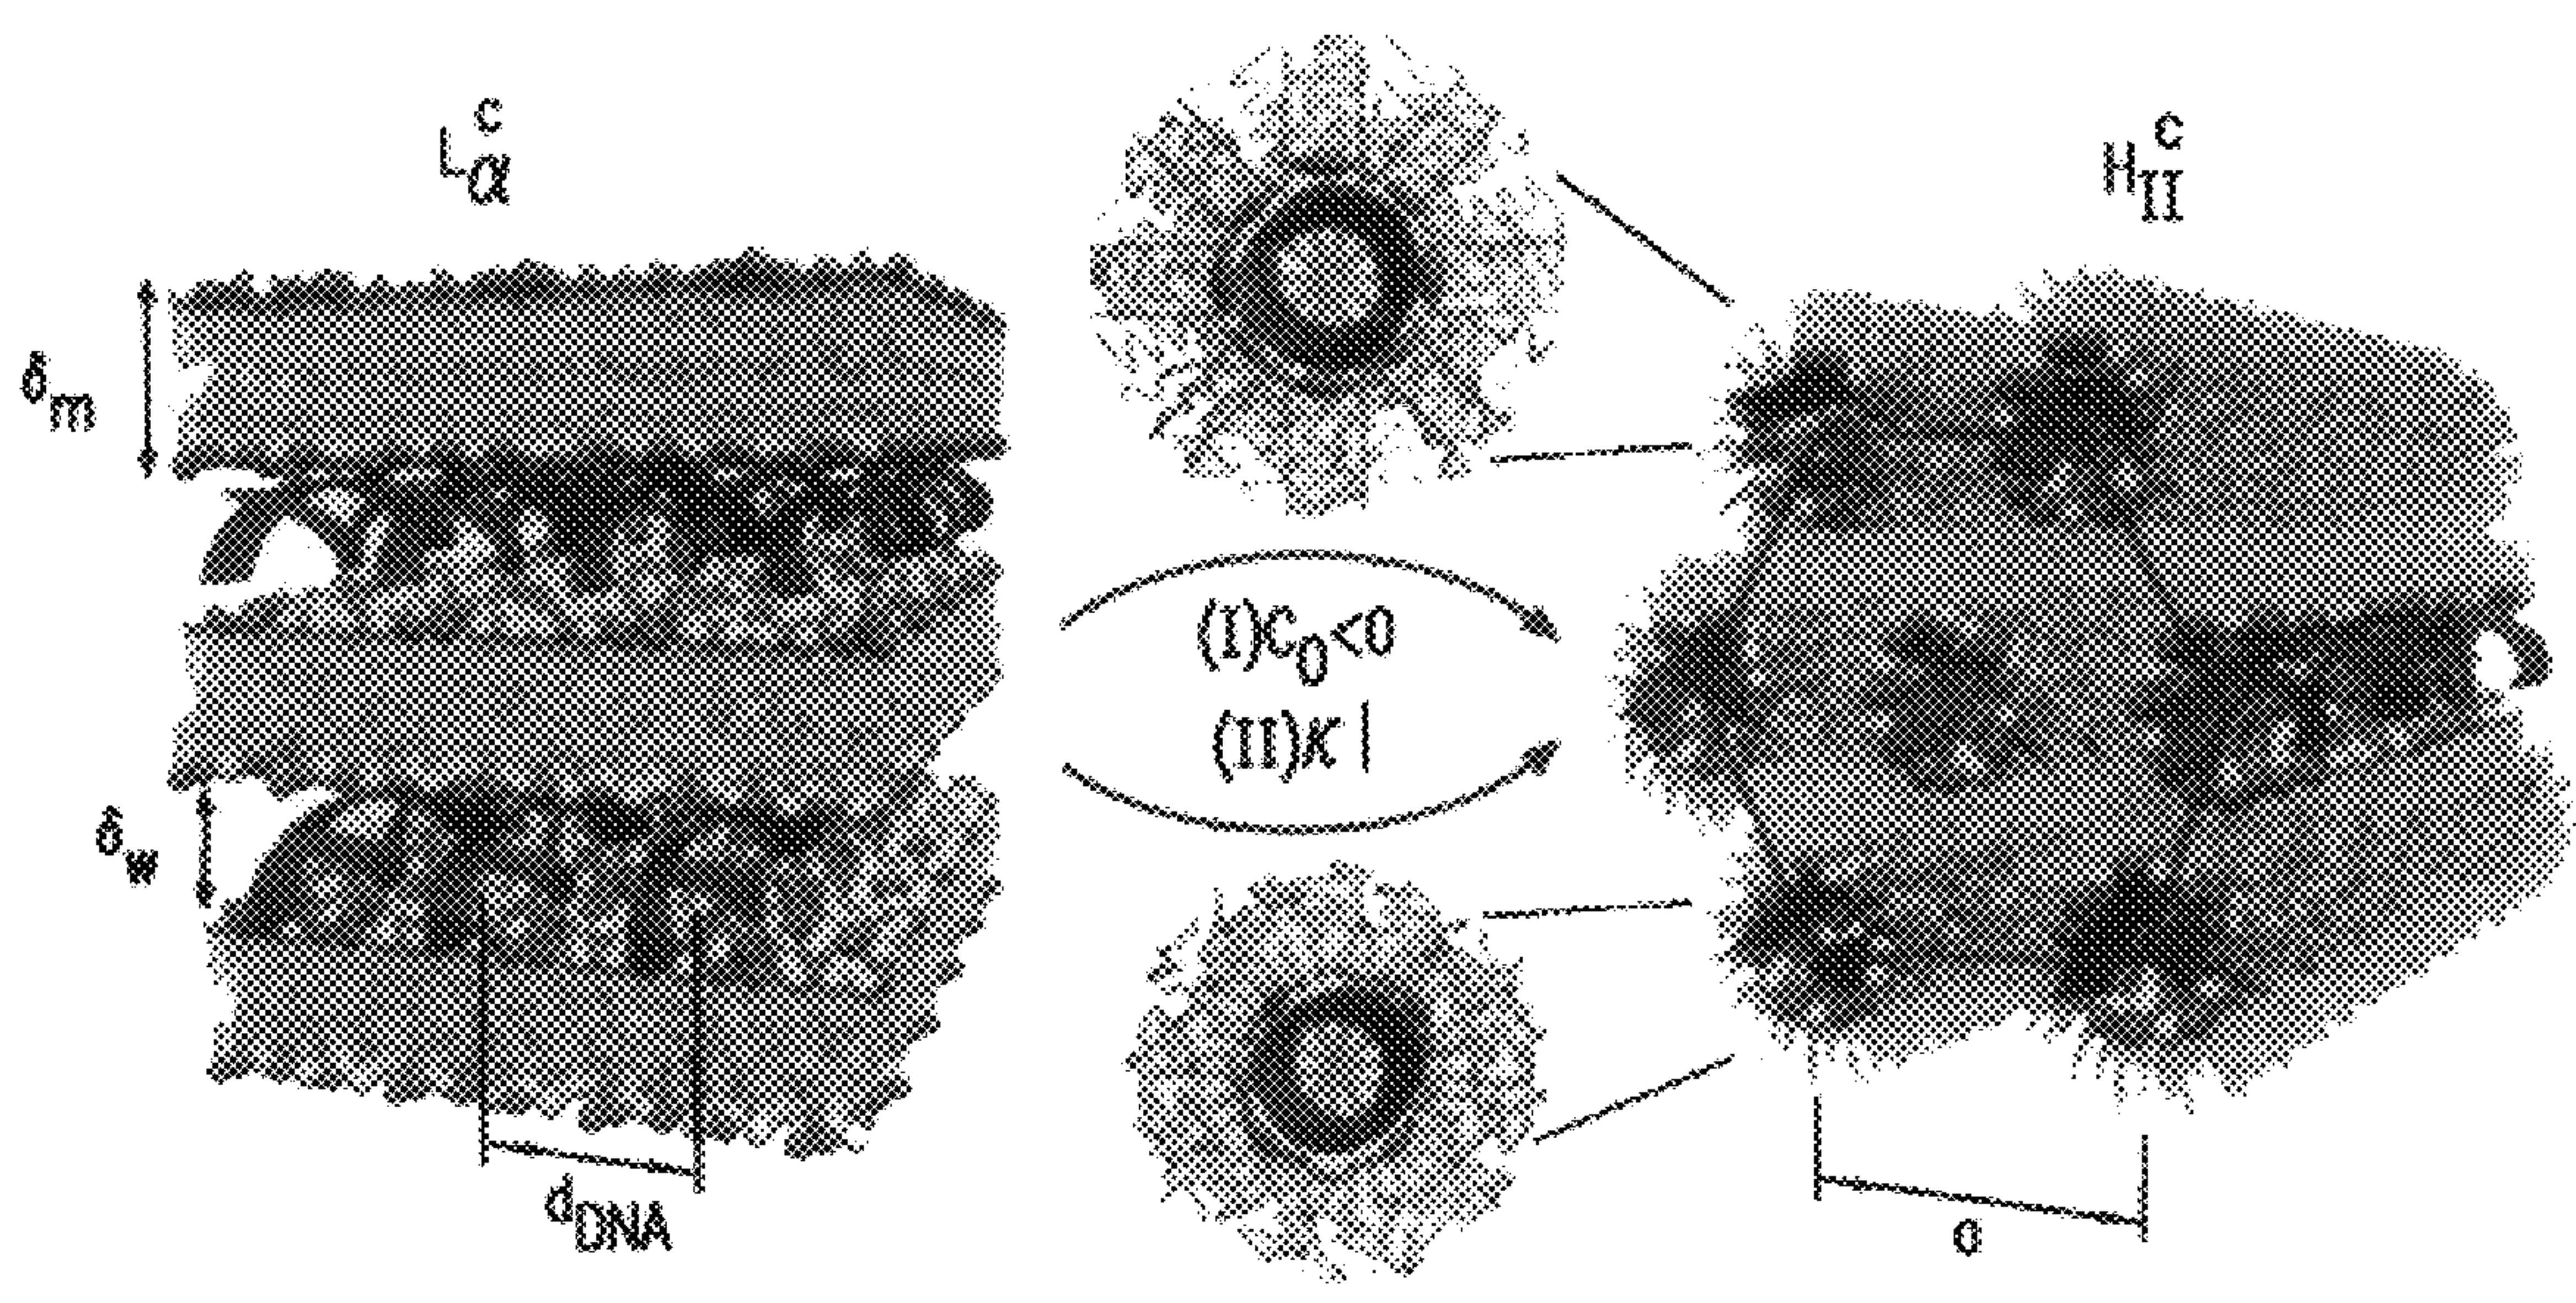 L^c_α
H^c_II
δ_m
(I)C_0<0
(II)κ|
δ_w
d_DNA
a